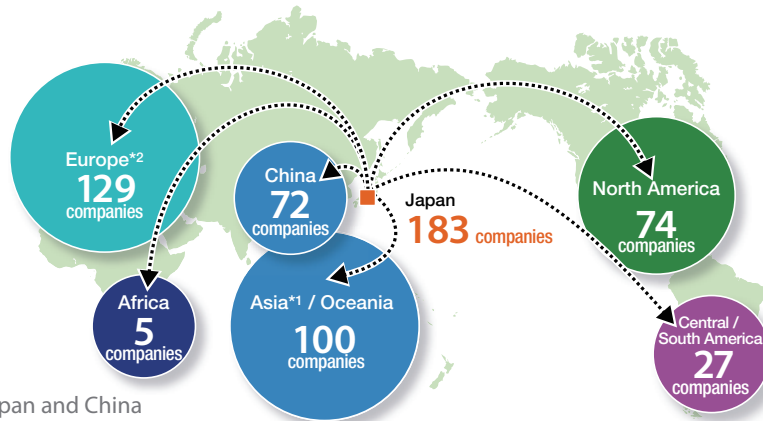 Europe*2
129
companies
China
72
companies
Japan
183 companies
North America
74
companies
Africa
5
companies
Asia*1 / Oceania
100
companies
Central /
South America
27
companies
and China